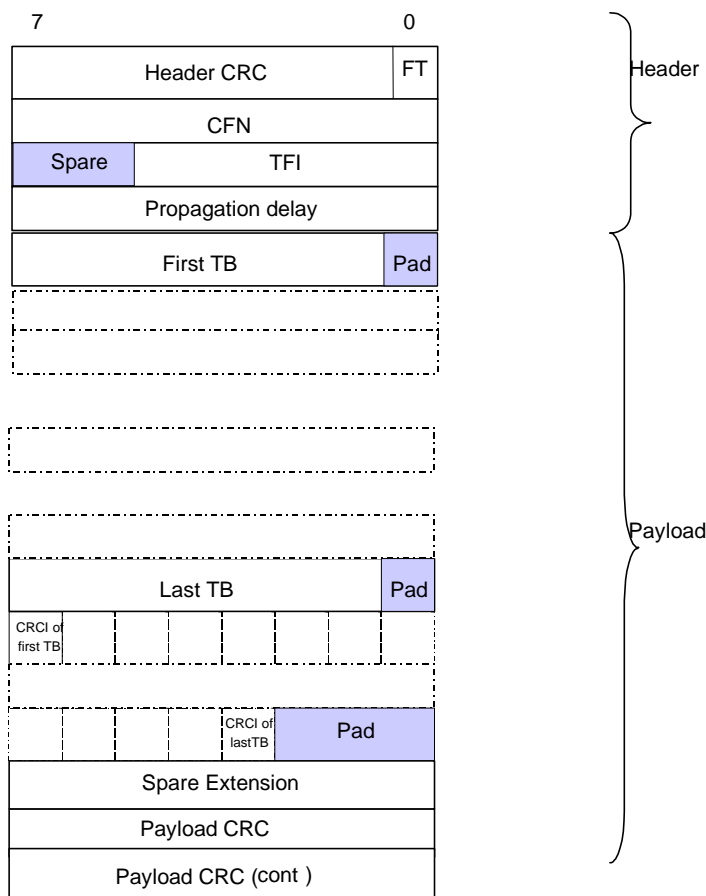 7 0
Header CRC FT
Header
CFN
Spare TFI
Propagation delay
First TB Pad
Payload
Last TB Pad
CRCI of
first TB
CRCI of
lastTB
Pad
Spare Extension
Payload CRC
Payload CRC (cont )